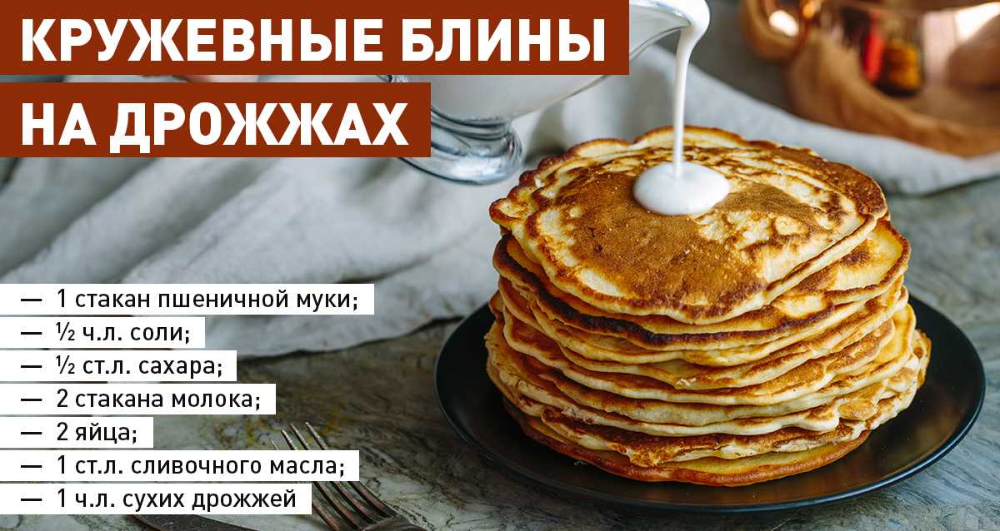 КРУЖЕВНЫЕ БЛИНЫ
НА ДРОЖЖАХ
— 1 стакан пшеничной муки;
— ½ ч.л. соли;
— ½ ст.л. сахара;
— 2 стакана молока;
— 2 яйца;
— 1 ст.л. сливочного масла;
— 1 ч.л. сухих дрожжей